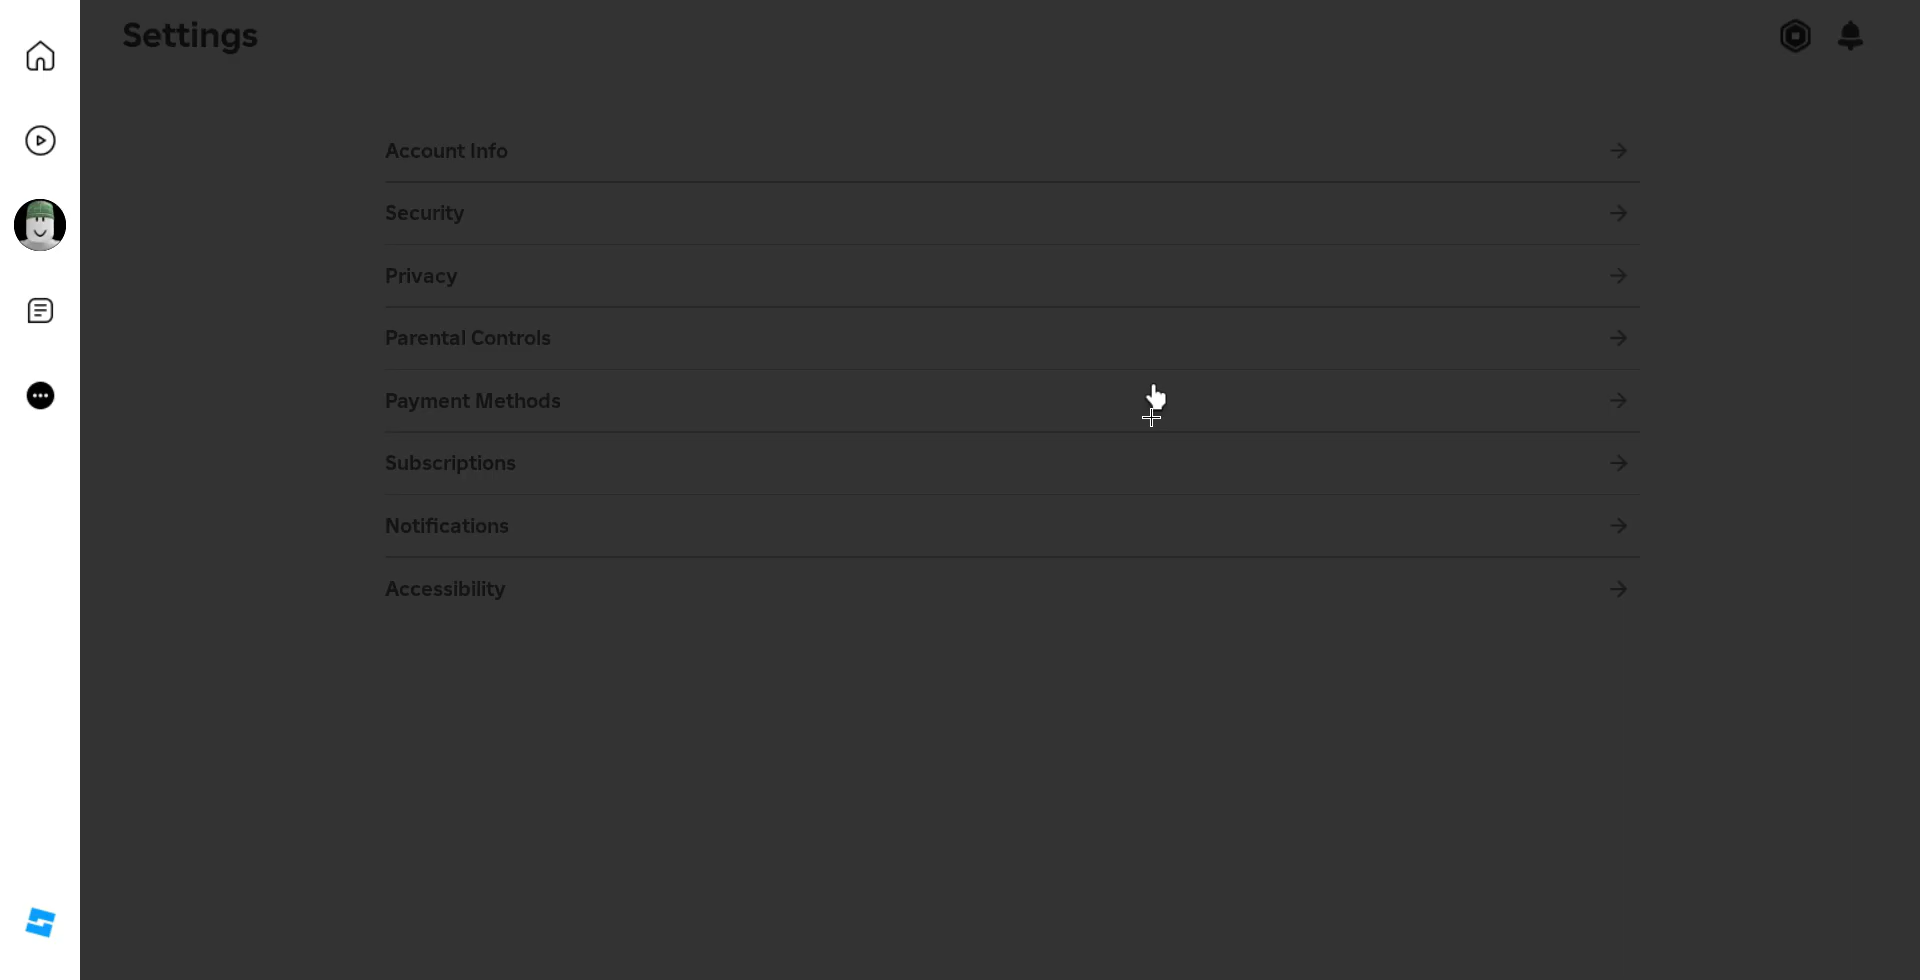 Settings
Account Info
Security
Privacy
Parental Controls
Payment Methods
Subscriptions
Notifications
Accessibility